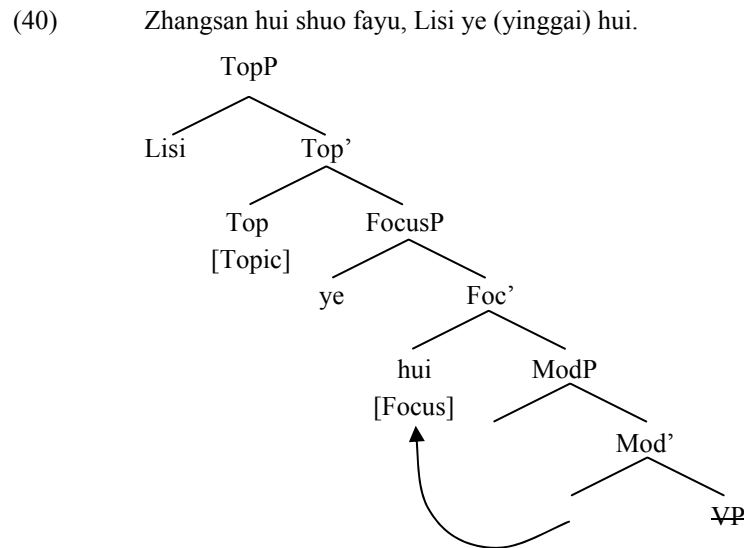 (40) Zhangsan hui shuo fayu, Lisi ye (yinggai) hui.
TopP
Lisi Top’
Top FocusP
[Topic]
ye Foc’
hui ModP
[Focus]
Mod’
VP